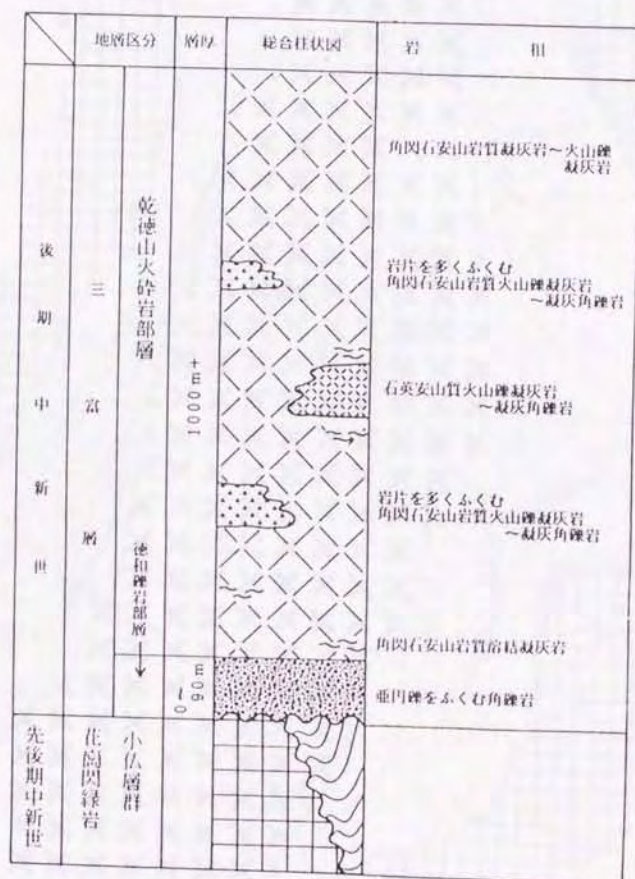 地層区分 層厚 総合柱状図 岩相
後期中新世
三富層
乾徳山火砕岩部層
徳和礫岩部層
1000m+
0~90m
角閃石安山岩質凝灰岩～火山礫
凝灰岩
岩片を多くふくむ
角閃石安山岩質火山礫凝灰岩
～凝灰角礫岩
石英安山質火山礫凝灰岩
～凝灰角礫岩
岩片を多くふくむ
角閃石安山岩質火山礫凝灰岩
～凝灰角礫岩
角閃石安山岩質熔結凝灰岩
亜円礫をふくむ角礫岩
先後期中新世
花崗閃緑岩
小仏層群